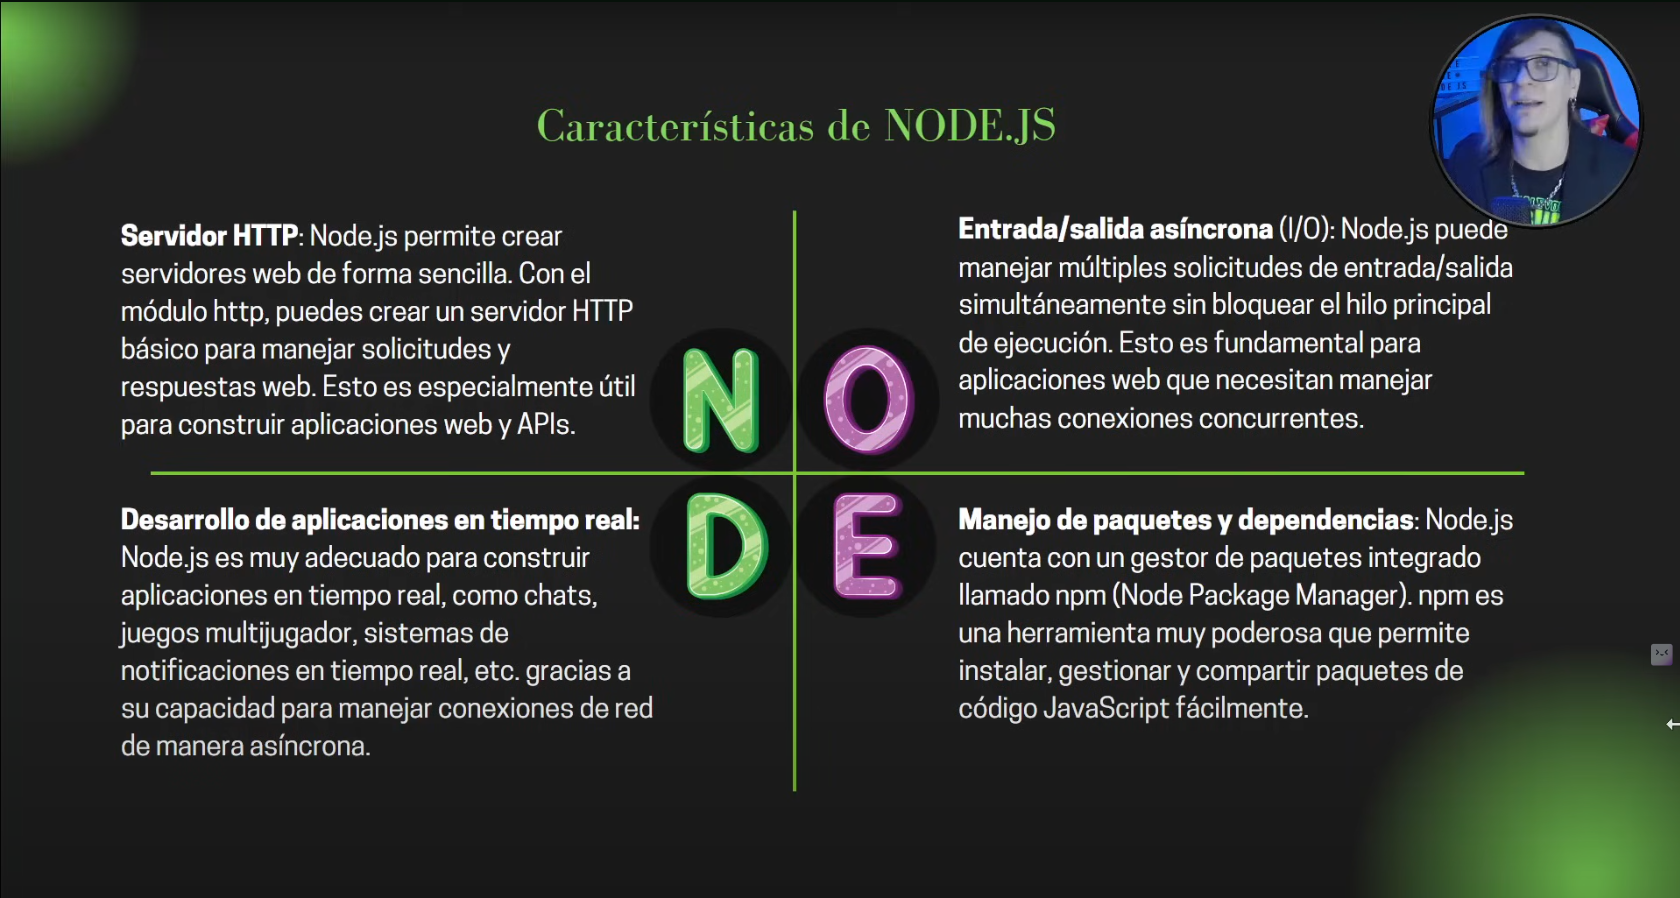 Características de NODE.JS
Servidor HTTP: Node.js permite crear
servidores web de forma sencilla. Con el
módulo http, puedes crear un servidor HTTP
básico para manejar solicitudes y
respuestas web. Esto es especialmente útil
para construir aplicaciones web y APIs.
Entrada/salida asíncrona (I/O): Node.js puede
manejar múltiples solicitudes de entrada/salida
simultáneamente sin bloquear el hilo principal
de ejecución. Esto es fundamental para
aplicaciones web que necesitan manejar
muchas conexiones concurrentes.
N O
D E
Desarrollo de aplicaciones en tiempo real:
Node.js es muy adecuado para construir
aplicaciones en tiempo real, como chats,
juegos multijugador, sistemas de
notificaciones en tiempo real, etc. gracias a
su capacidad para manejar conexiones de red
de manera asíncrona.
Manejo de paquetes y dependencias: Node.js
cuenta con un gestor de paquetes integrado
llamado npm (Node Package Manager). npm es
una herramienta muy poderosa que permite
instalar, gestionar y compartir paquetes de
código JavaScript fácilmente.